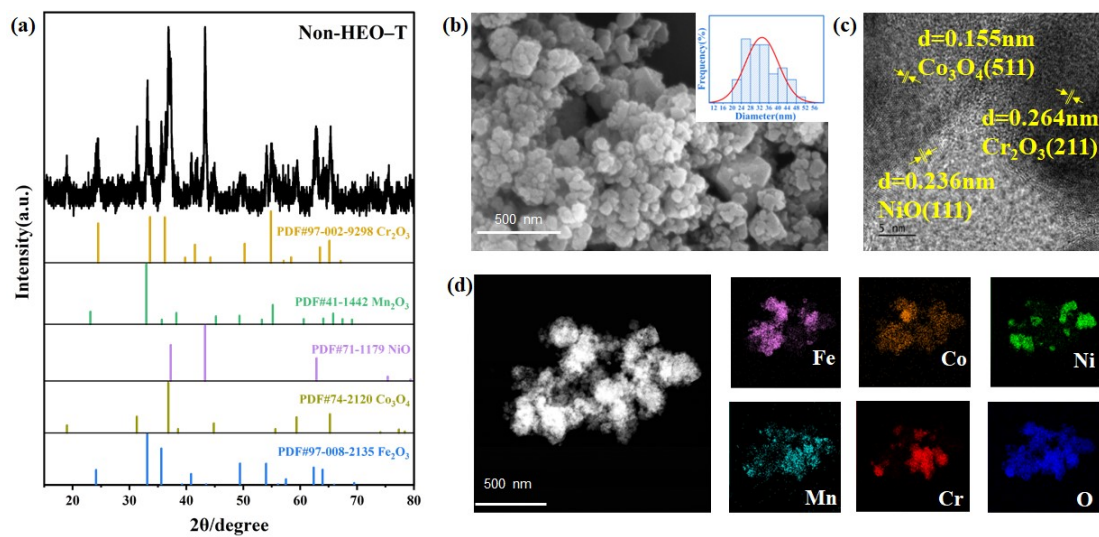 (a)
Non-HEO–T
PDF#97-002-9298 Cr₂O₃
PDF#41-1442 Mn₂O₃
PDF#71-1179 NiO
PDF#74-2120 Co₃O₄
PDF#97-008-2135 Fe₂O₃
Intensity(a.u.)
20 30 40 50 60 70 80
2θ/degree
(b)
Frequency(%)
12 16 20 24 28 32 36 40 44 48 52 56
Diameter(nm)
500 nm
(c)
d=0.155nm
Co₃O₄(511)
d=0.264nm
Cr₂O₃(211)
d=0.236nm
NiO(111)
5 nm
(d)
500 nm
Fe
Co
Ni
Mn
Cr
O